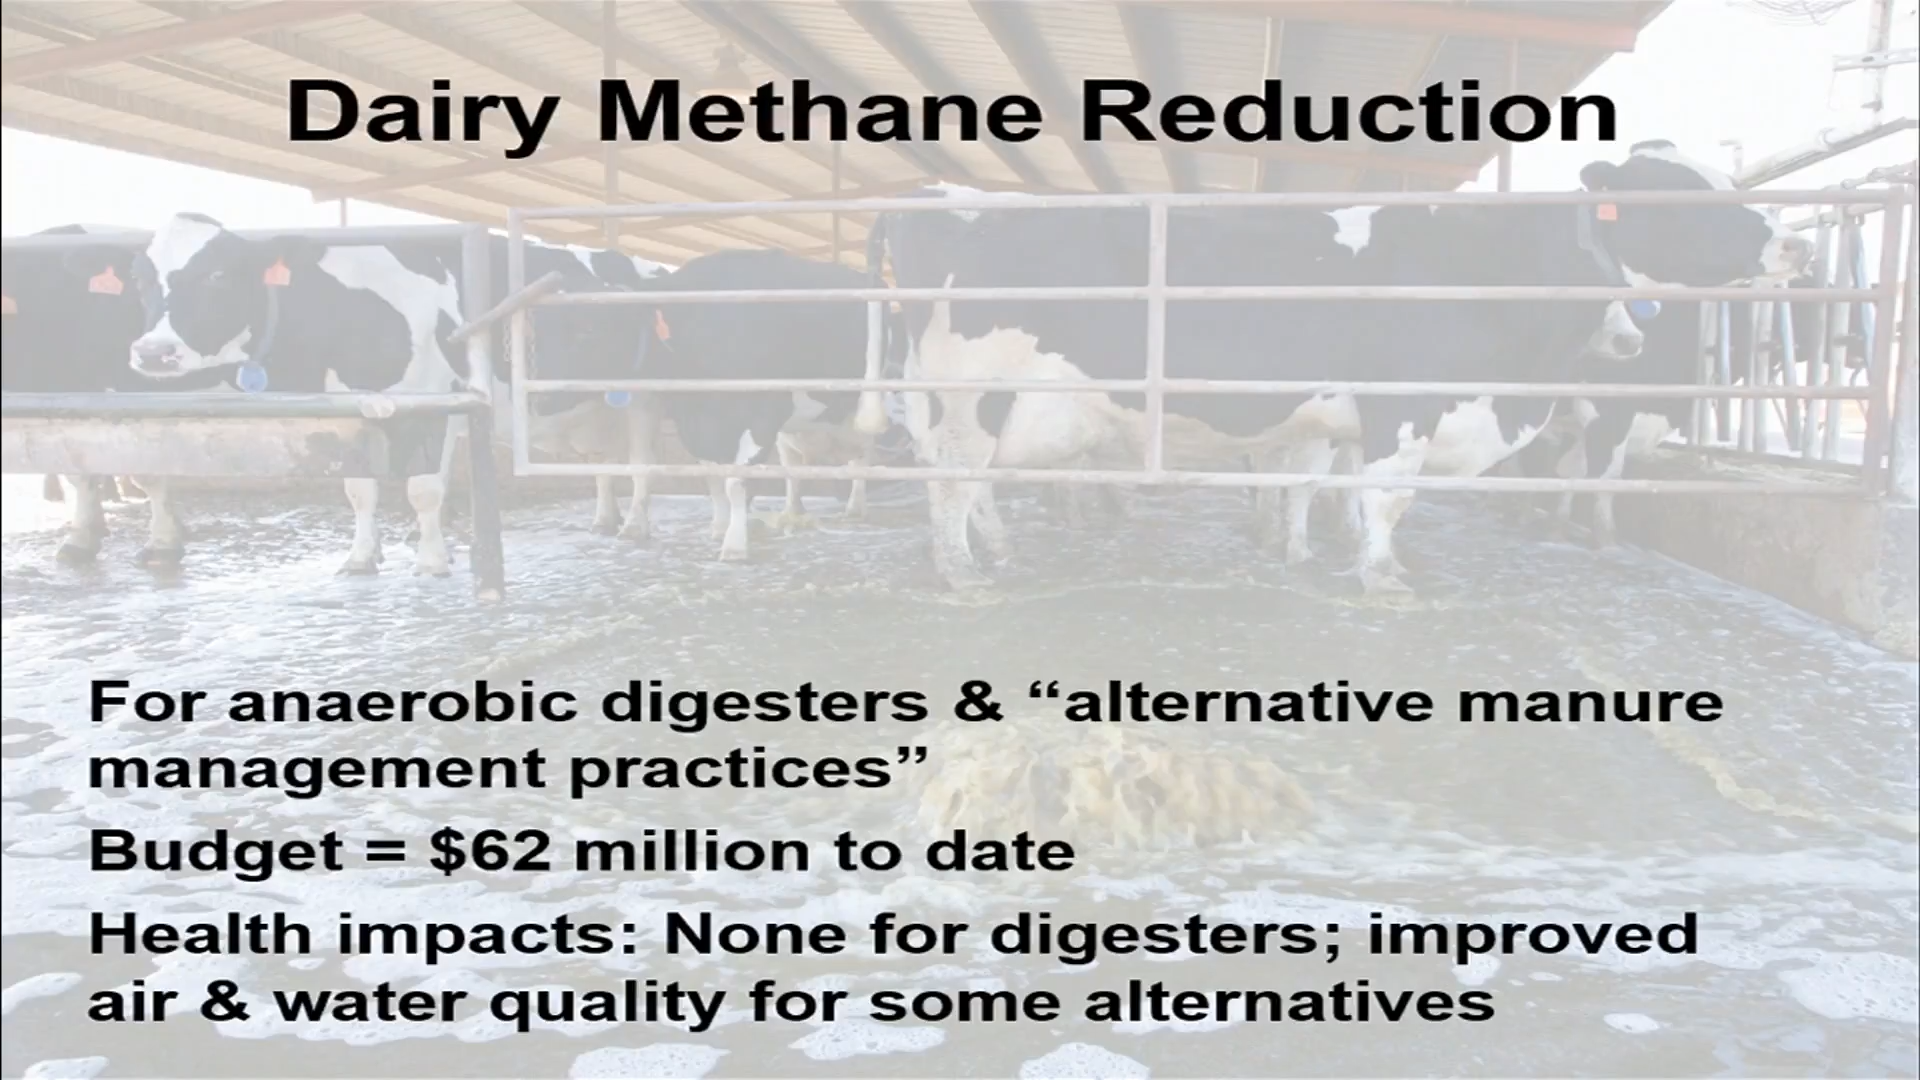 Dairy Methane Reduction
For anaerobic digesters & “alternative manure
management practices”
Budget = $62 million to date
Health impacts: None for digesters; improved
air & water quality for some alternatives